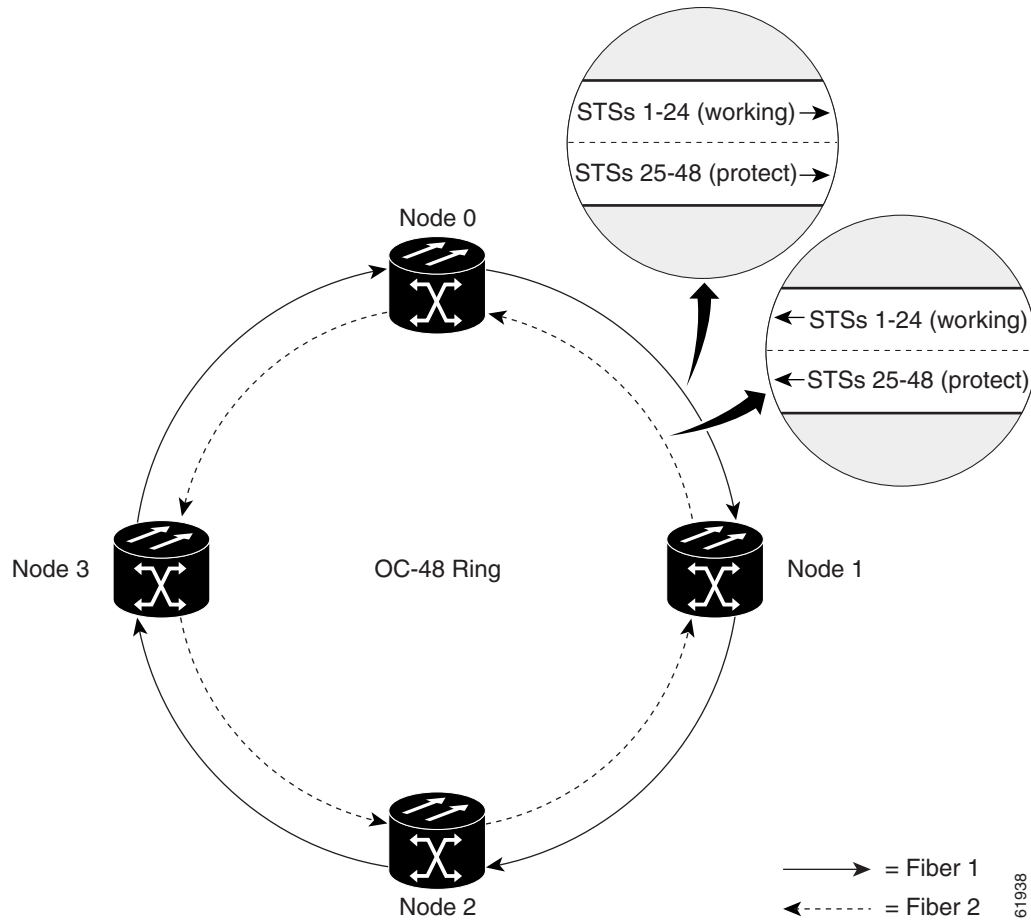 STSs 1-24 (working)
STSs 25-48 (protect)
Node 0
STSs 1-24 (working)
STSs 25-48 (protect)
Node 3
OC-48 Ring
Node 1
= Fiber 1
= Fiber 2
Node 2
61938